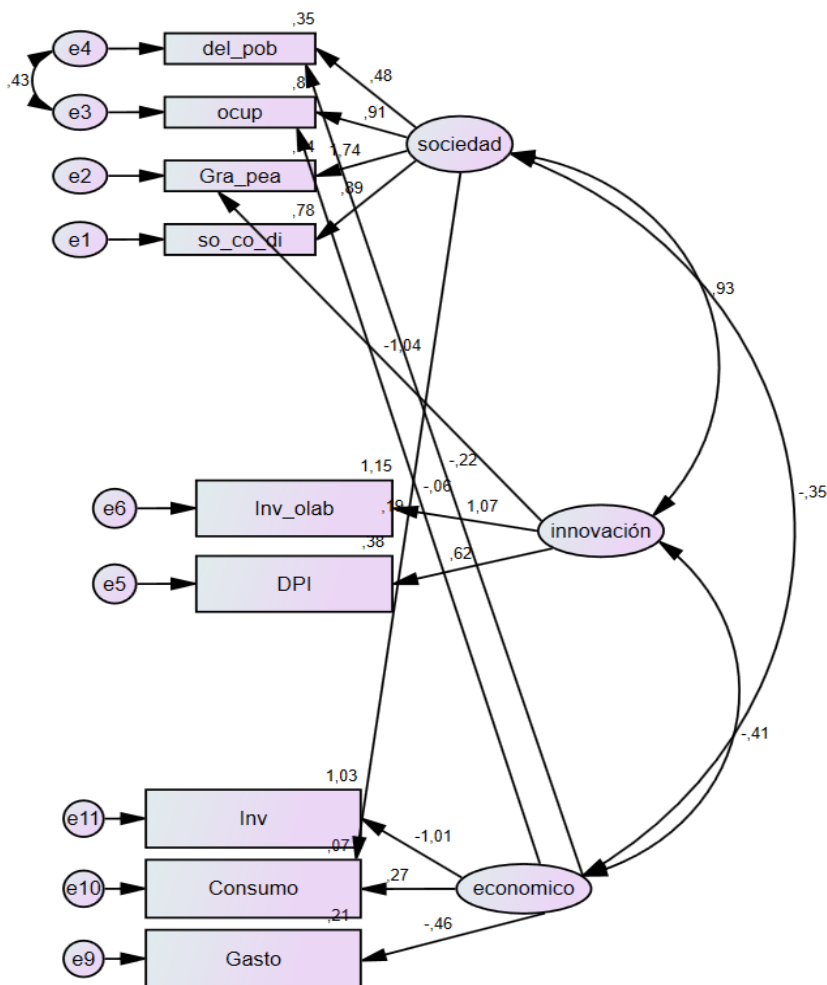 ,35
e4
del_pob
,48
,43
e3
ocup
,91
sociedad
e2
Gra_pea
1,74
,89
,78
e1
so_co_di
,93
-1,04
1,15
-,22
-,06
-,35
e6
Inv_olab
,19
1,07
innovación
,38
,62
e5
DPI
-,41
1,03
e11
Inv
-1,01
,07
e10
Consumo
,27
economico
,21
-,46
e9
Gasto